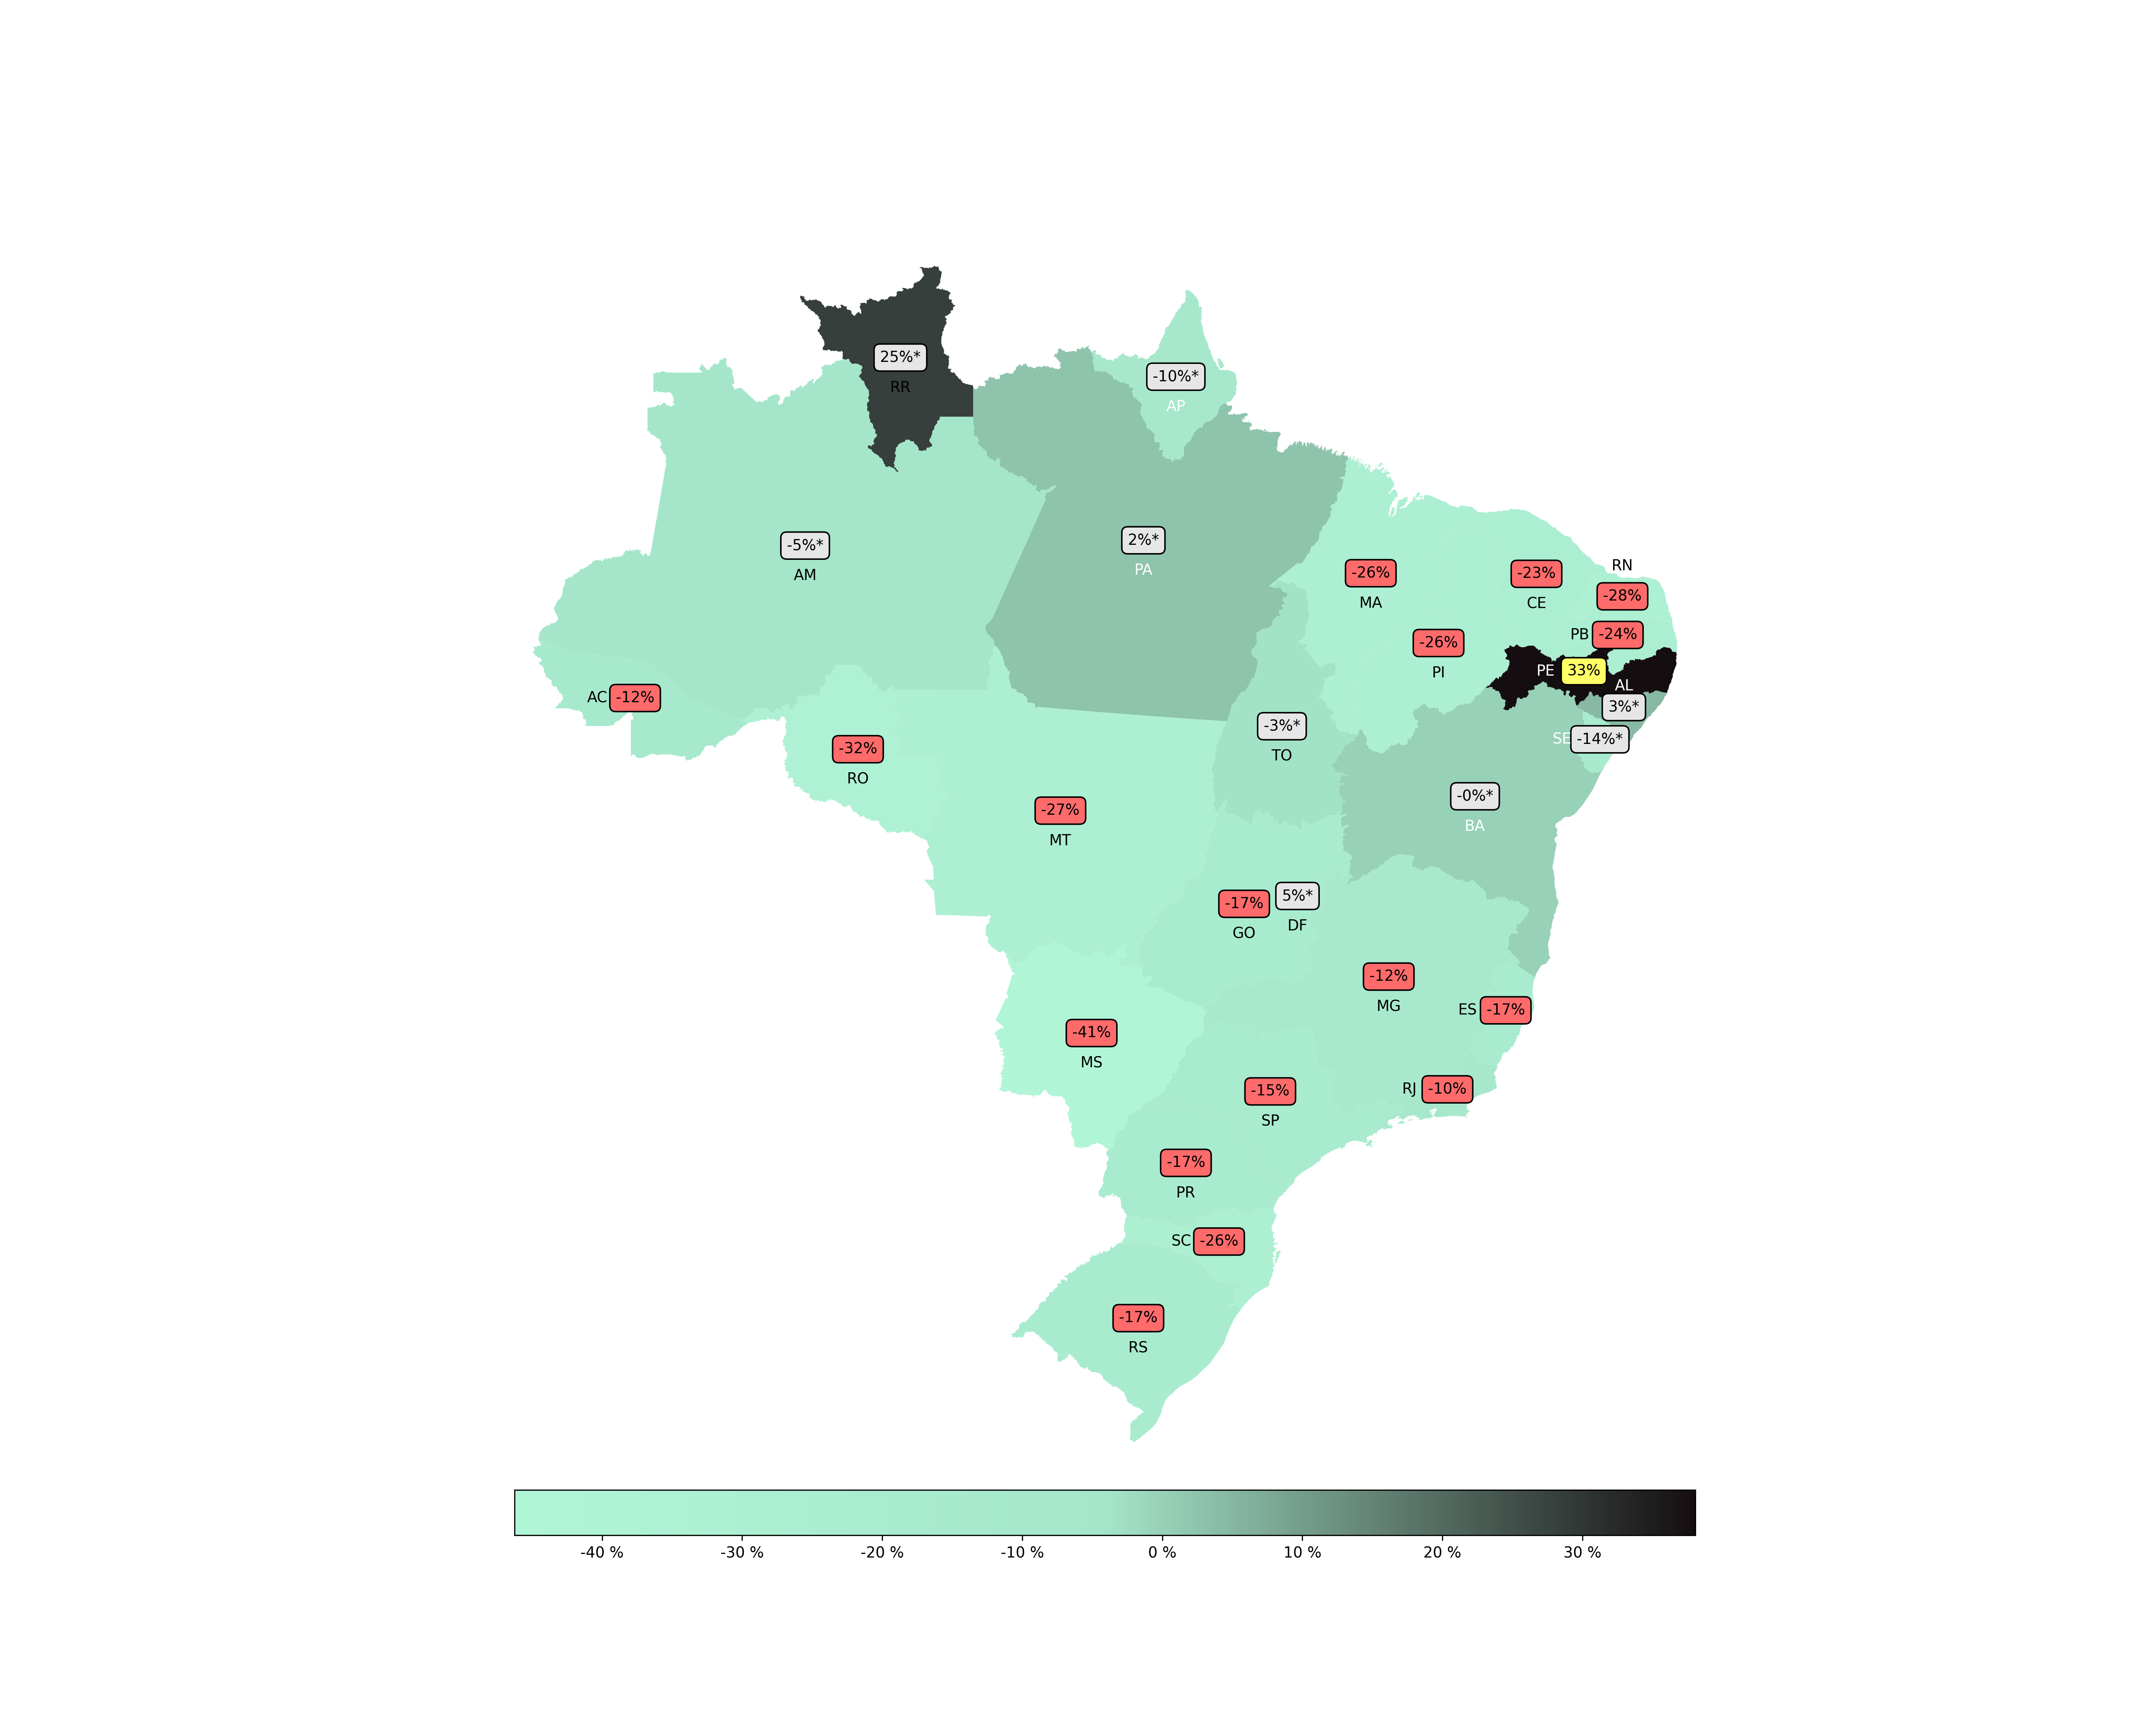 25%*
RR
-10%*
AP
-5%*
AM
2%*
PA
-26%
MA
-23%
CE
RN
-28%
PB -24%
-26%
PI
PE 33%
AL
3%*
SE -14%*
AC -12%
-3%*
TO
-32%
RO
-0%*
BA
-27%
MT
-17%
GO
5%*
DF
-12%
MG
ES -17%
-41%
MS
-15%
SP
RJ -10%
-17%
PR
SC -26%
-17%
RS
-40 % -30 % -20 % -10 % 0 % 10 % 20 % 30 %